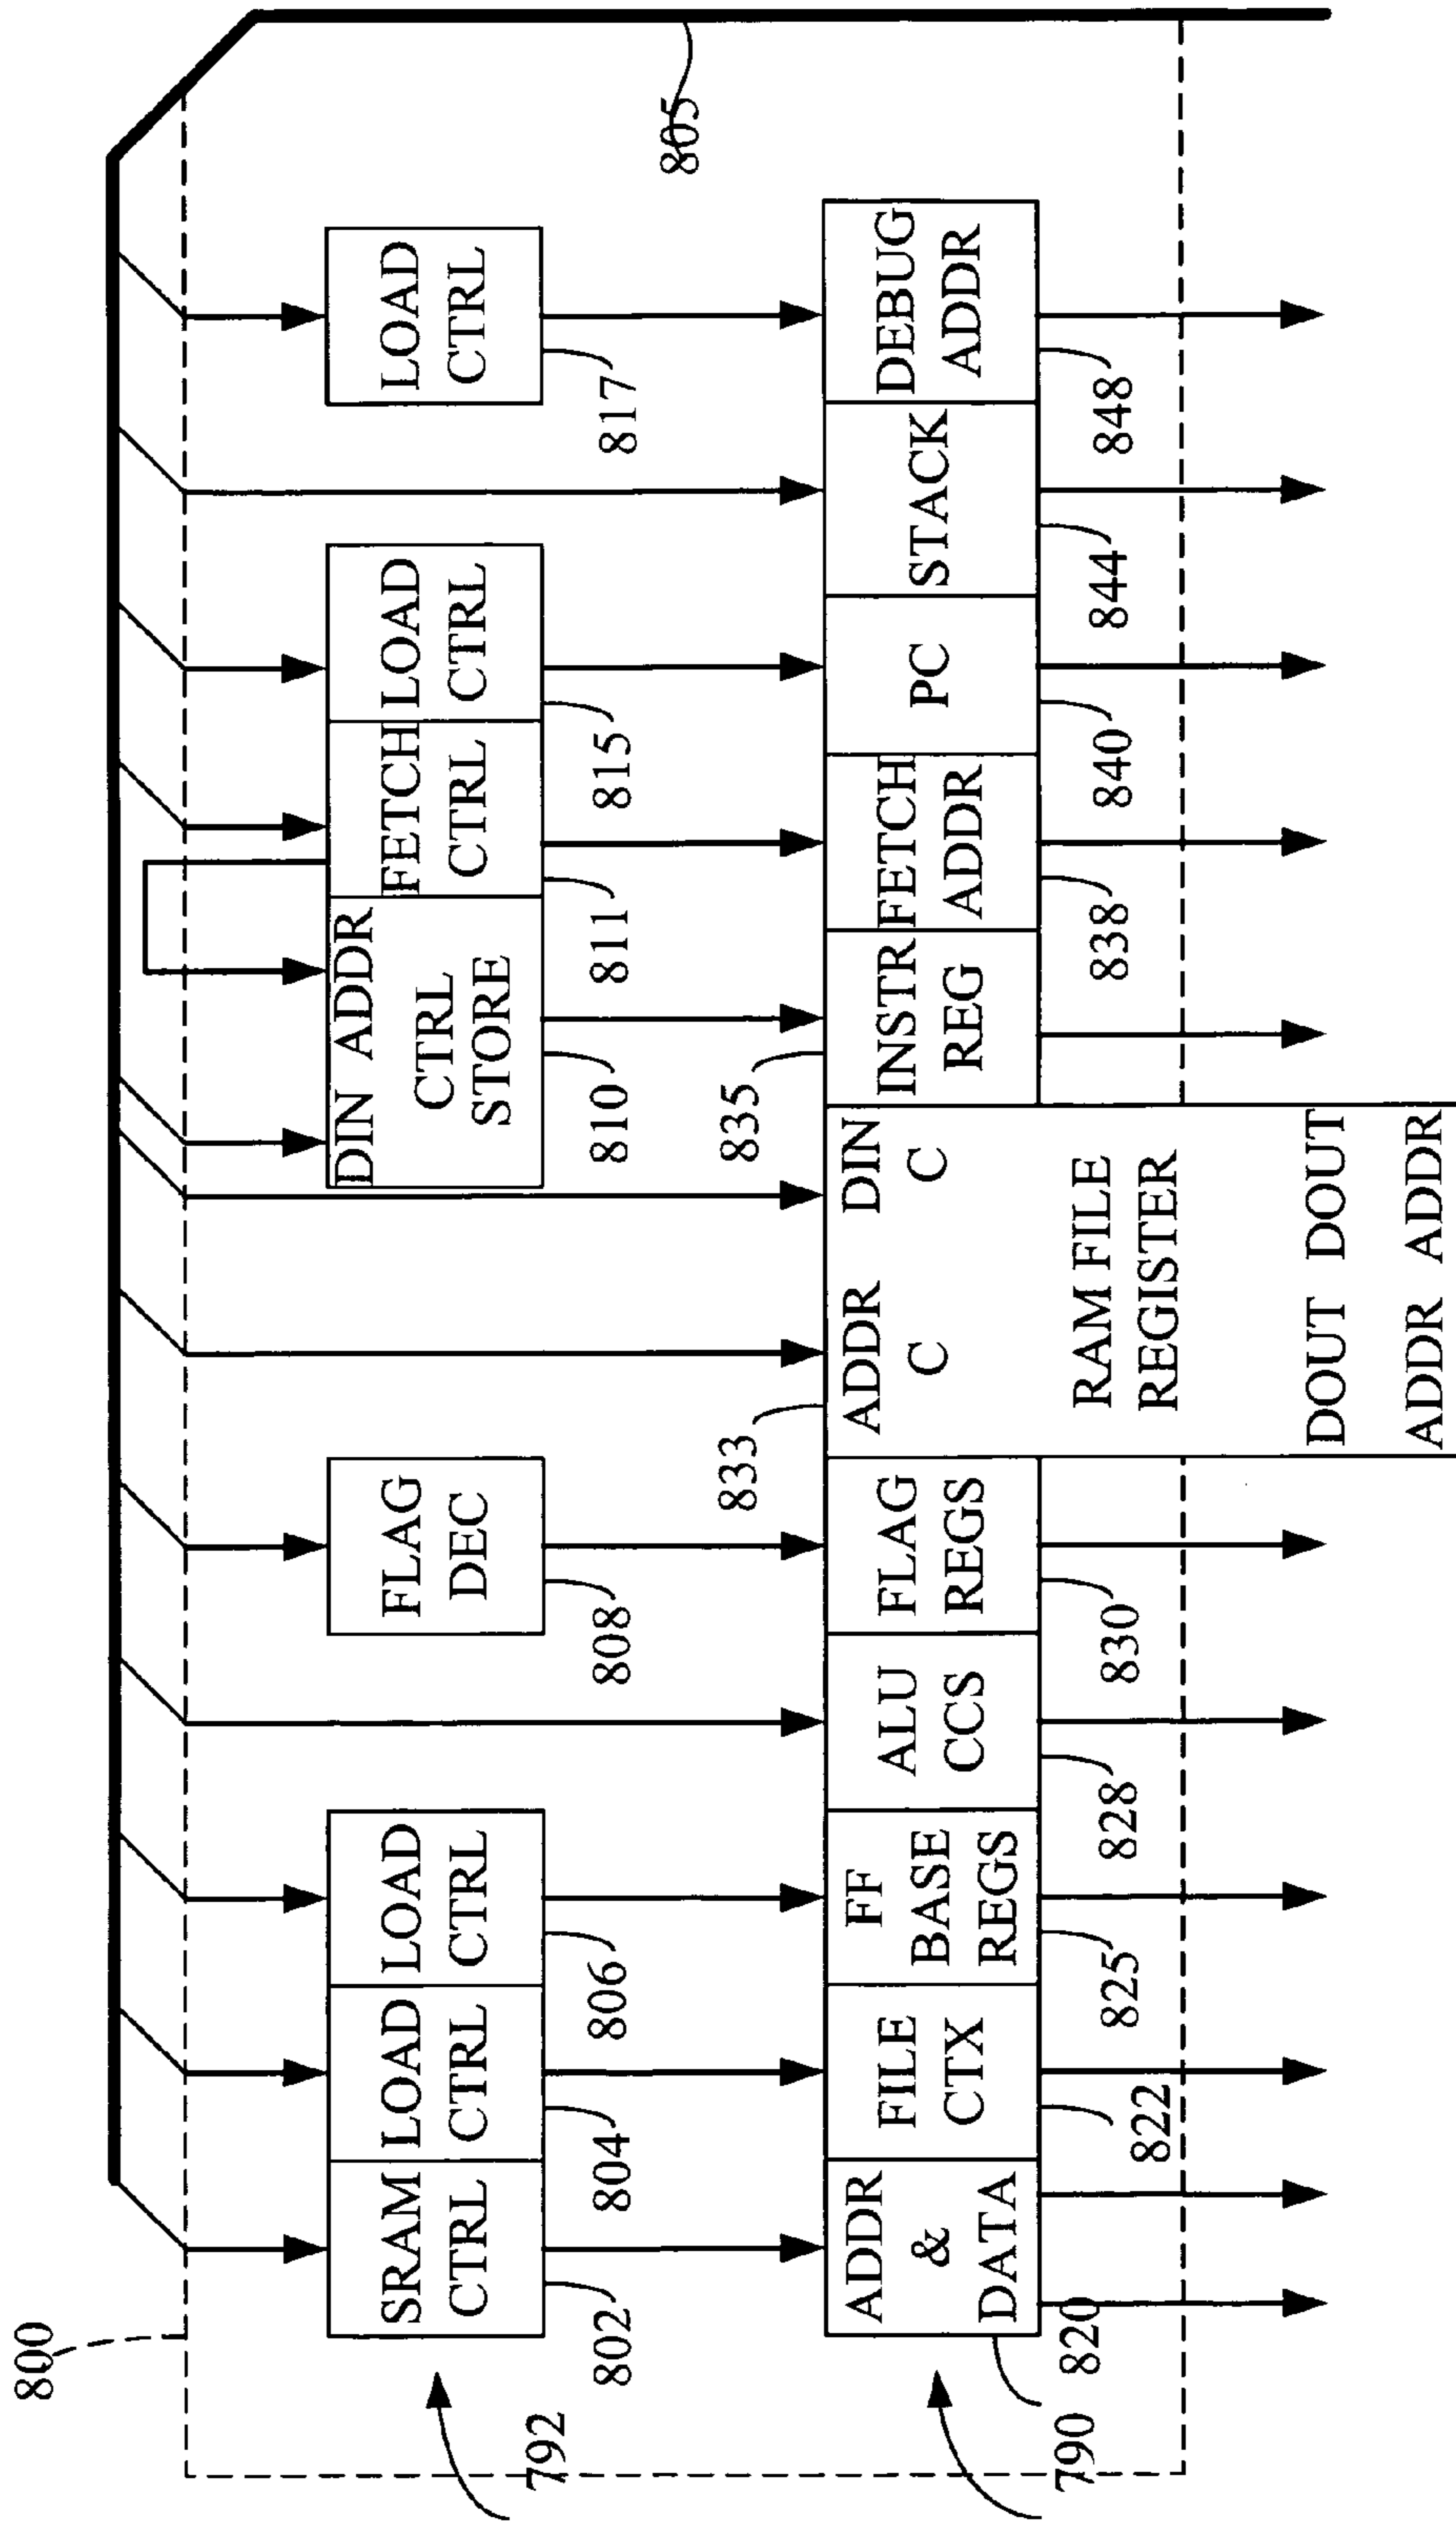 800
805
SRAM
CTRL
LOAD
CTRL
LOAD
CTRL
FLAG
DEC
DIN ADDR
CTRL
STORE
FETCH
CTRL
LOAD
CTRL
LOAD
CTRL
802
804
806
808
810
811
815
817
792
833
835
ADDR
&
DATA
FILE
CTX
FF
BASE
REGS
ALU
CCS
FLAG
REGS
ADDR DIN
C C
RAM FILE
REGISTER
DOUT DOUT
ADDR ADDR
INSTR
REG
FETCH
ADDR
PC
STACK
DEBUG
ADDR
790
820
822
825
828
830
838
840
844
848